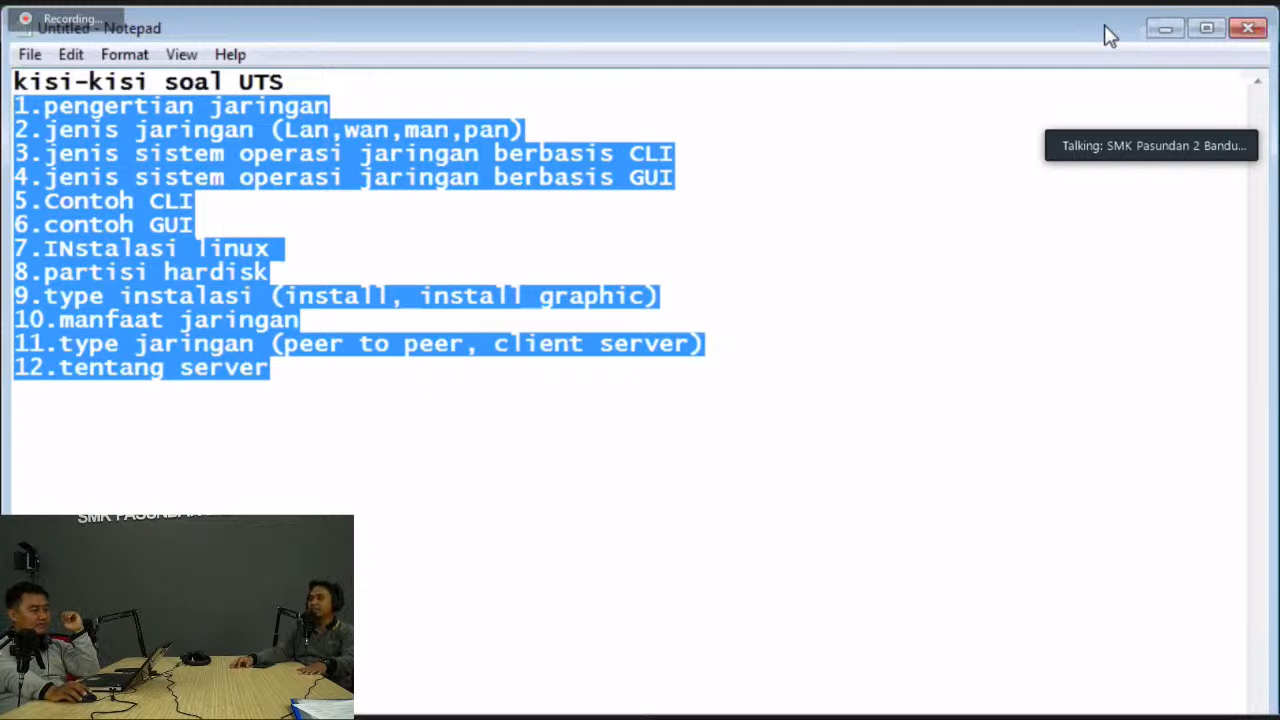 Recording...
Untitled - Notepad
File Edit Format View Help
kisi-kisi soal UTS
1.pengertian jaringan
2.jenis jaringan (Lan,wan,man,pan)
3.jenis sistem operasi jaringan berbasis CLI
4.jenis sistem operasi jaringan berbasis GUI
5.Contoh CLI
6.contoh GUI
7.INstalasi linux
8.partisi hardisk
9.type instalasi (install, install graphic)
10.manfaat jaringan
11.type jaringan (peer to peer, client server)
12.tentang server
Talking: SMK Pasundan 2 Bandu...
SMK PASUNDAN